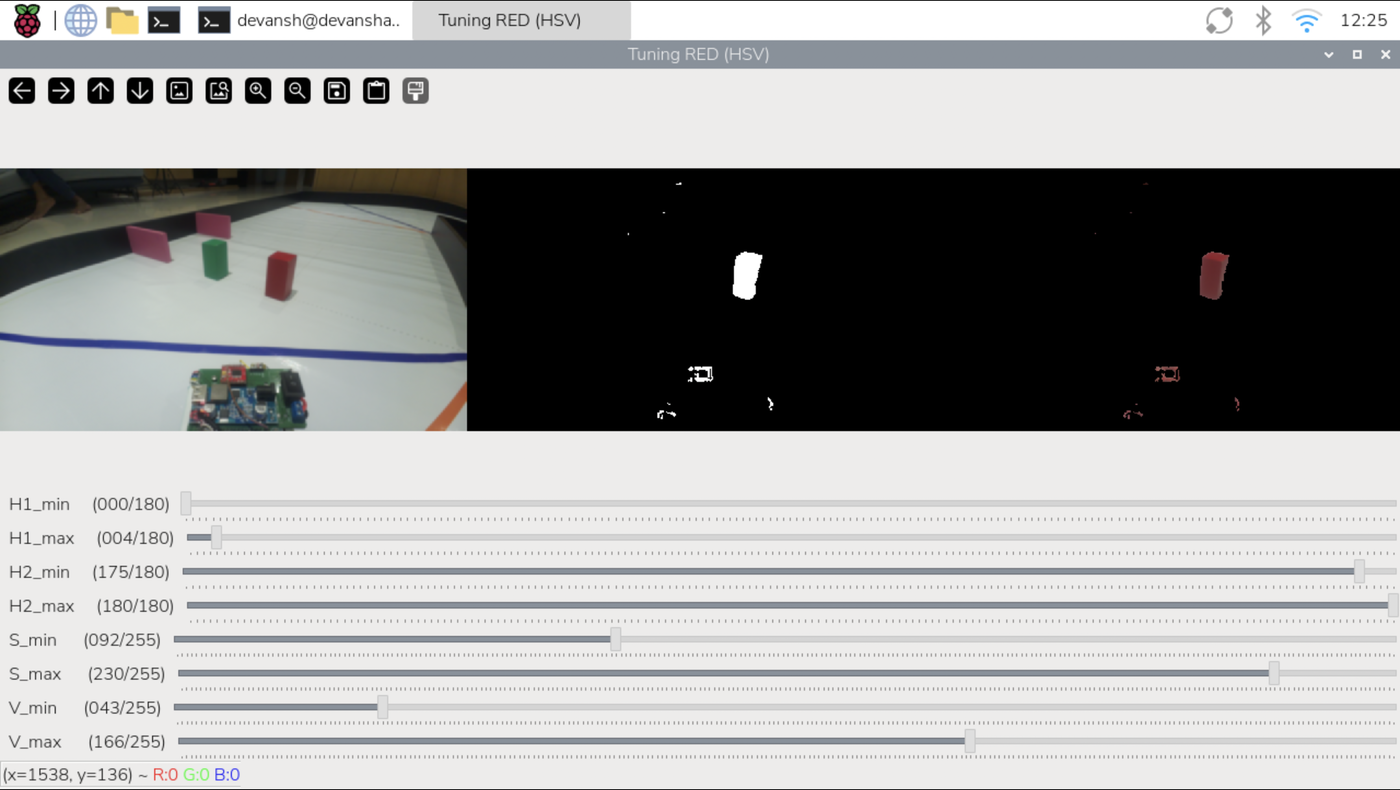 devansh@devansha.. Tuning RED (HSV) 12:25
Tuning RED (HSV)
H1_min (000/180)
H1_max (004/180)
H2_min (175/180)
H2_max (180/180)
S_min (092/255)
S_max (230/255)
V_min (043/255)
V_max (166/255)
(x=1538, y=136) ~ R:0 G:0 B:0